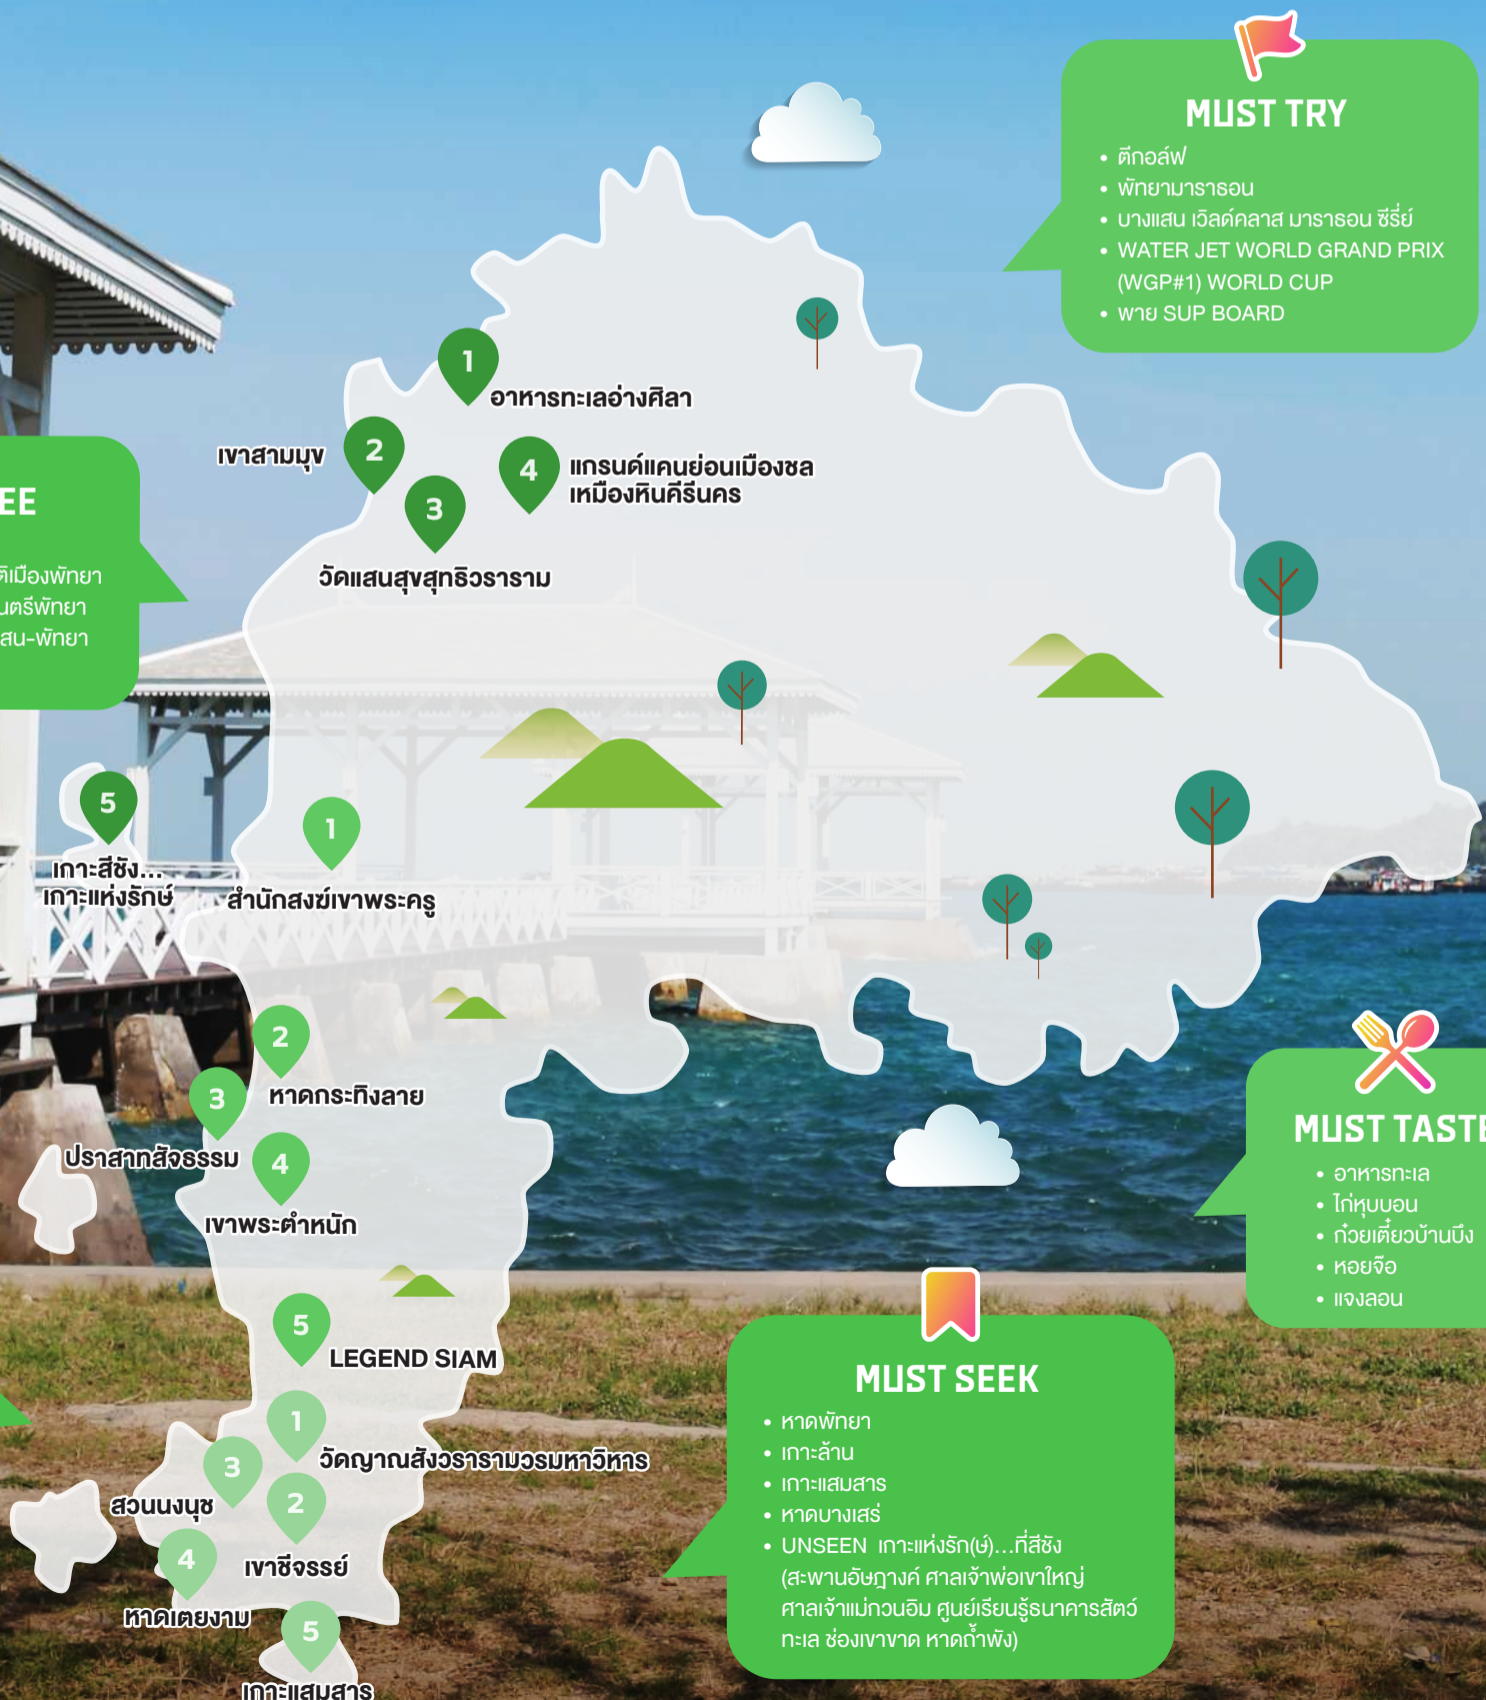 MUST TRY
• ตีกอล์ฟ
• พัทยามาราธอน
• บางแสน เวิลด์คลาส มาราธอน ซีรี่ย์
• WATER JET WORLD GRAND PRIX
(WGP#1) WORLD CUP
• พาย SUP BOARD
1
อาหารทะเลอ่างศิลา
2
เขาสามมุข
3
วัดแสนสุขสุทธิวราราม
4
แกรนด์แคนย่อนเมืองชล
เหมืองหินคีรีนคร
EE
ติเมืองพัทยา
นตรีพัทยา
สน-พัทยา
5
เกาะสีชัง...
เกาะแห่งรักษ์
1
สำนักสงฆ์เขาพระครู
2
หาดกระทิงลาย
3
ปราสาทสัจธรรม
4
เขาพระตำหนัก
5
LEGEND SIAM
1
วัดญาณสังวรารามวรมหาวิหาร
3
สวนนงนุช
2
เขาชีจรรย์
4
หาดเตยงาม
5
เกาะแสมสาร
MUST TASTE
• อาหารทะเล
• ไก่หุบบอน
• ก๋วยเตี๋ยวบ้านบึง
• หอยจ๊อ
• แจงลอน
MUST SEEK
• หาดพัทยา
• เกาะล้าน
• เกาะแสมสาร
• หาดบางเสร่
• UNSEEN เกาะแห่งรัก(ษ์)...ที่สีชัง
(สะพานอัษฎางค์ ศาลเจ้าพ่อเขาใหญ่
ศาลเจ้าแม่กวนอิม ศูนย์เรียนรู้ธนาคารสัตว์
ทะเล ช่องเขาขาด หาดถ้ำพัง)